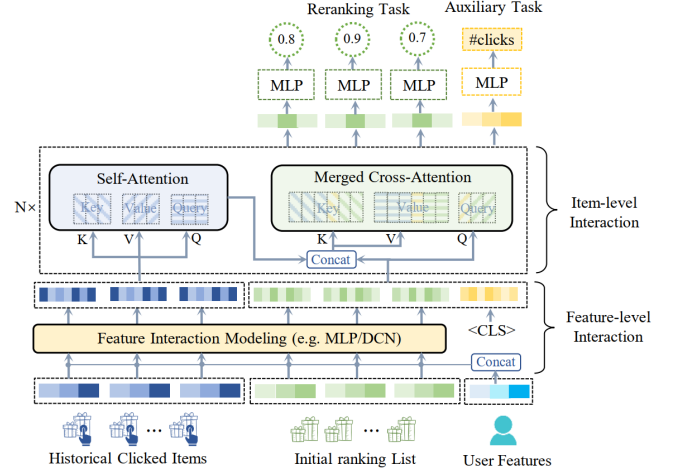 Reranking Task
Auxiliary Task
0.8
0.9
0.7
#clicks
MLP
MLP
MLP
MLP
Self-Attention
Merged Cross-Attention
N×
Key
Value
Query
Key
Value
Query
K
V
Q
K
V
Q
Concat
Item-level
Interaction
<CLS>
Feature Interaction Modeling (e.g. MLP/DCN)
Feature-level
Interaction
Concat
...
...
Historical Clicked Items
Initial ranking List
User Features